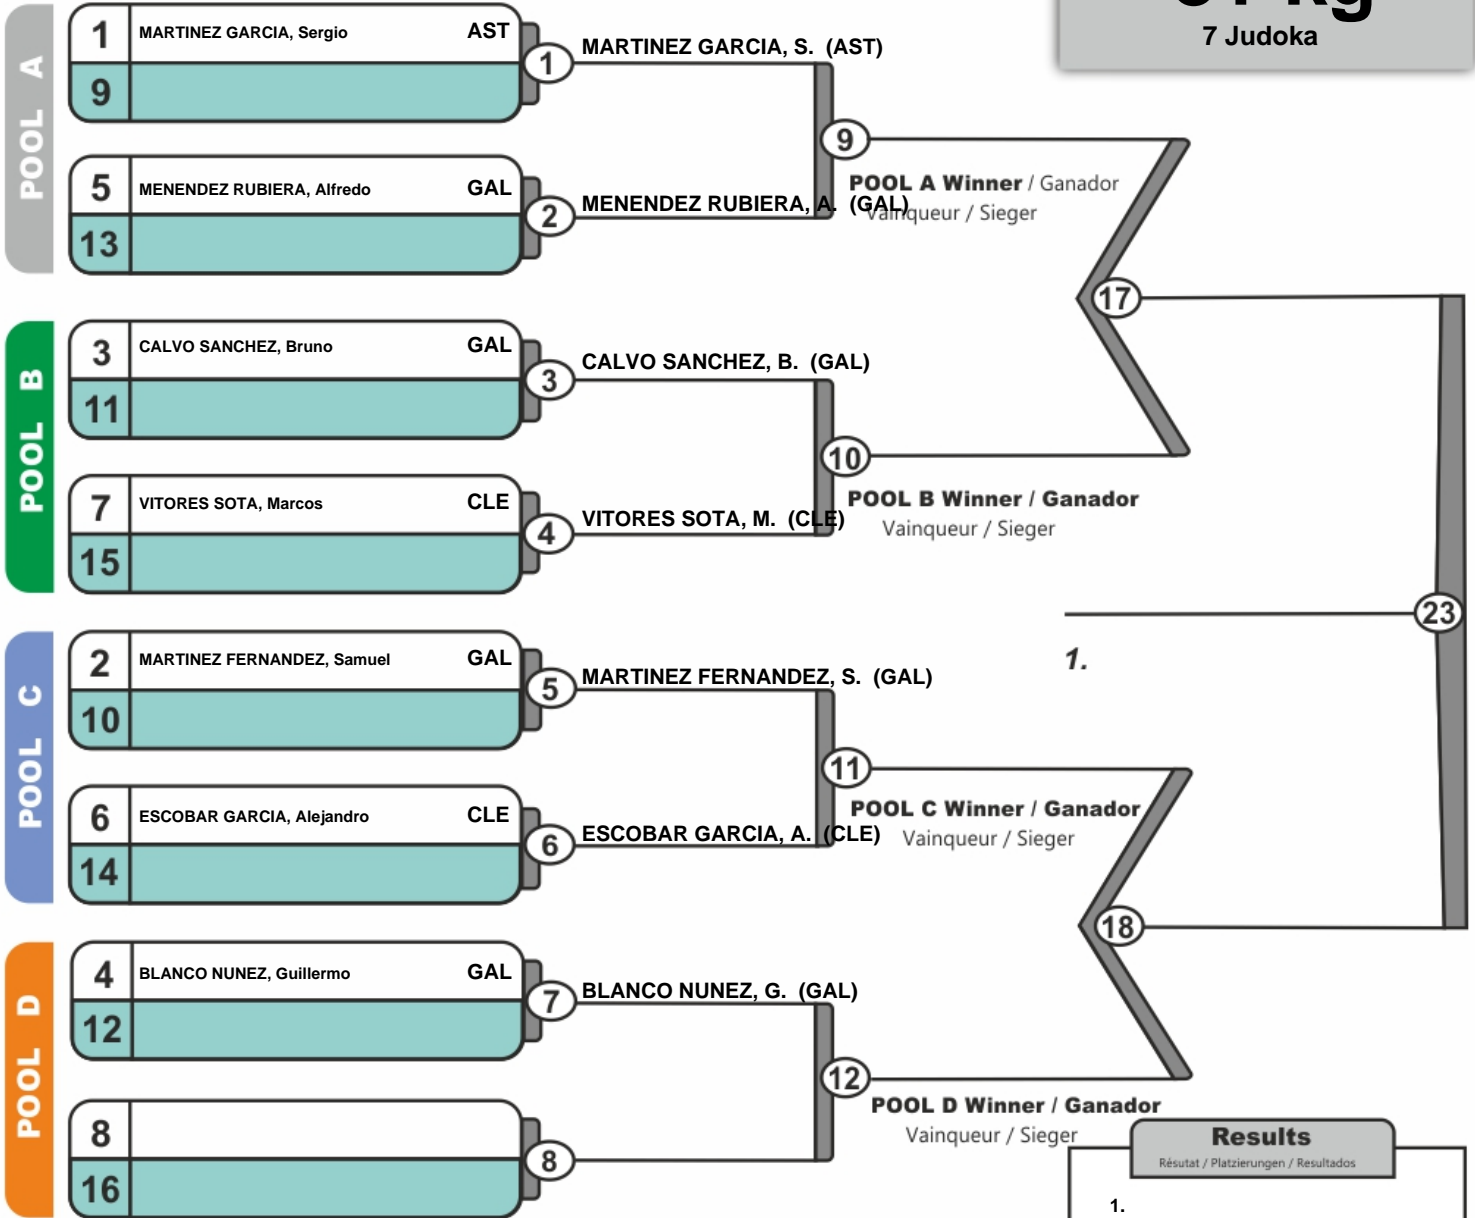 7 Judoka
POOL A
1 MARTINEZ GARCIA, Sergio AST
9
1
MARTINEZ GARCIA, S. (AST)
5 MENENDEZ RUBIERA, Alfredo GAL
13
2
MENENDEZ RUBIERA, A. (GAL)
9
POOL A Winner / Ganador
Vainqueur / Sieger
POOL B
3 CALVO SANCHEZ, Bruno GAL
11
3
CALVO SANCHEZ, B. (GAL)
7 VITORES SOTA, Marcos CLE
15
4
VITORES SOTA, M. (CLE)
10
POOL B Winner / Ganador
Vainqueur / Sieger
17
POOL C
2 MARTINEZ FERNANDEZ, Samuel GAL
10
5
MARTINEZ FERNANDEZ, S. (GAL)
6 ESCOBAR GARCIA, Alejandro CLE
14
6
ESCOBAR GARCIA, A. (CLE)
11
POOL C Winner / Ganador
Vainqueur / Sieger
POOL D
4 BLANCO NUNEZ, Guillermo GAL
12
7
BLANCO NUNEZ, G. (GAL)
8
16
8
12
POOL D Winner / Ganador
Vainqueur / Sieger
18
23
1.
Results
Résutat / Platzierungen / Resultados
1.